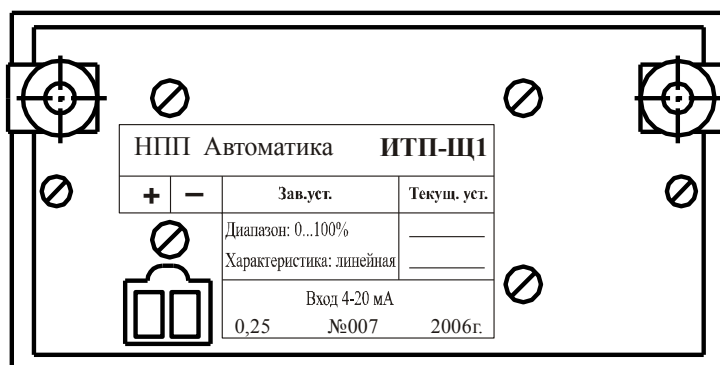 НПП Автоматика ИТП-Щ1
+ − Зав.уст. Текущ. уст.
Диапазон: 0...100%
Характеристика: линейная
Вход 4-20 мА
0,25 №007 2006г.